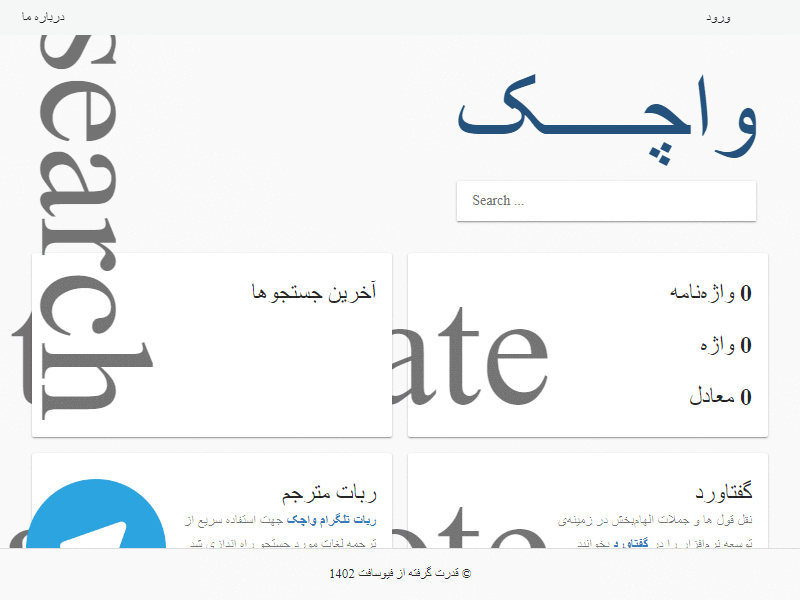 ورود
درباره ما
واچک
Search ...
search
0 واژه‌نامه
0 واژه
0 معادل
آخرین جستجوها
ate
t
گفتاورد
نقل قول ها و جملات الهام‌بخش در زمینه‌ی
توسعه نرم‌افزار را در گفتاورد بخوانید
ربات مترجم
ربات تلگرام واچک جهت استفاده سریع از
ترجمه لغات مورد جستجو راه اندازی شد
© قدرت گرفته از فیوسافت 1402